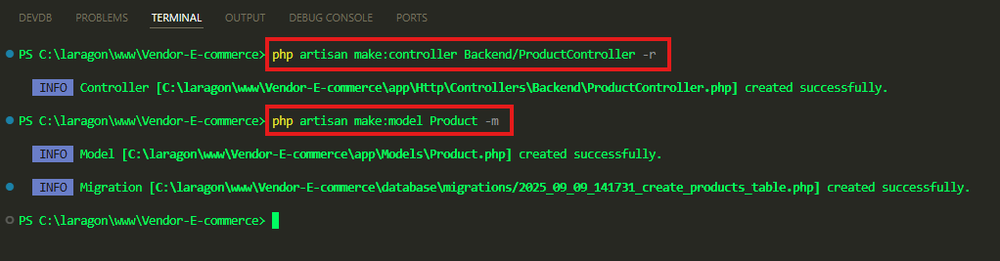 DEVDB PROBLEMS TERMINAL OUTPUT DEBUG CONSOLE PORTS
PS C:\laragon\www\Vendor-E-commerce> php artisan make:controller Backend/ProductController -r
INFO Controller [C:\laragon\www\Vendor-E-commerce\app\Http\Controllers\Backend\ProductController.php] created successfully.
PS C:\laragon\www\Vendor-E-commerce> php artisan make:model Product -m
INFO Model [C:\laragon\www\Vendor-E-commerce\app\Models\Product.php] created successfully.
INFO Migration [C:\laragon\www\Vendor-E-commerce\database\migrations/2025_09_09_141731_create_products_table.php] created successfully.
PS C:\laragon\www\Vendor-E-commerce>